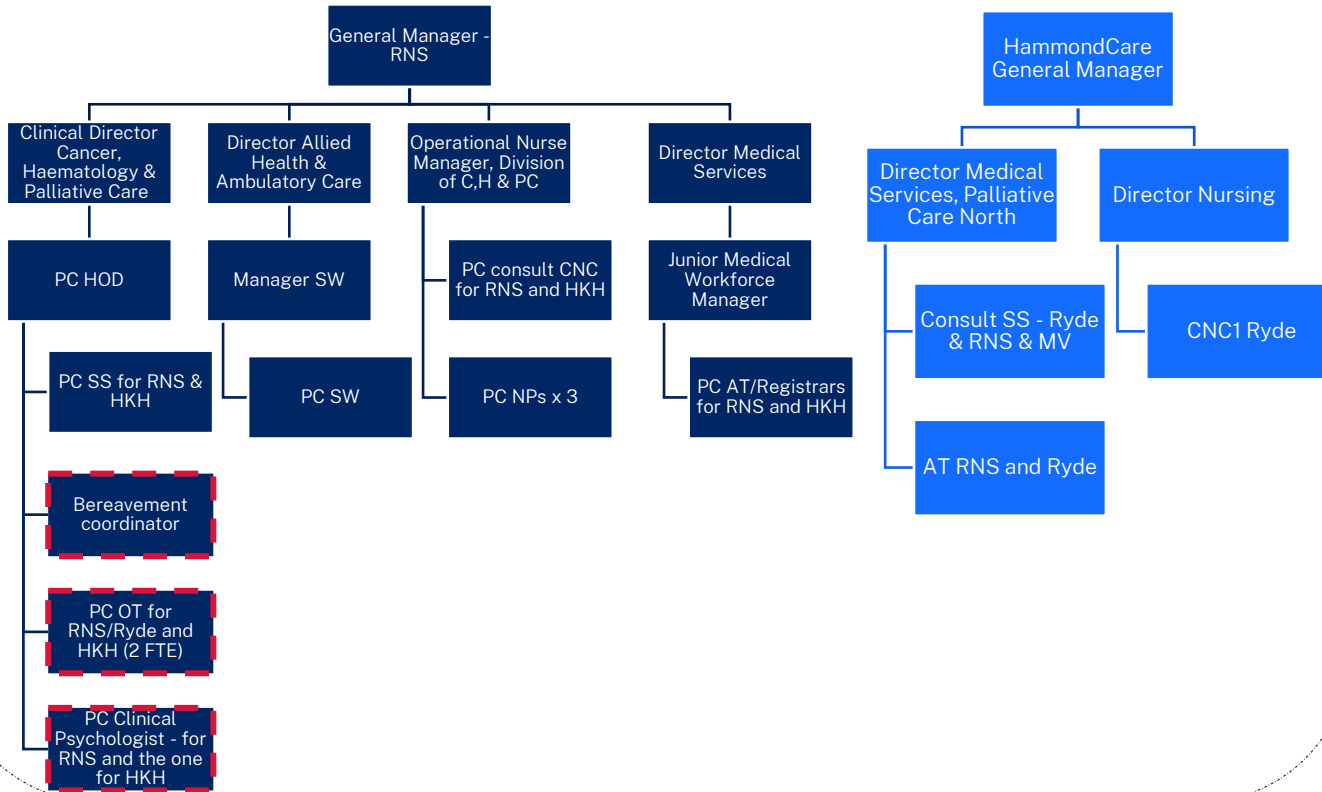 General Manager -
RNS
Clinical Director
Cancer,
Haematology &
Palliative Care
Director Allied
Health &
Ambulatory Care
Operational Nurse
Manager, Division
of C,H & PC
Director Medical
Services
PC HOD
Manager SW
PC consult CNC
for RNS and HKH
Junior Medical
Workforce
Manager
PC SS for RNS &
HKH
PC SW
PC NPs x 3
PC AT/Registrars
for RNS and HKH
Bereavement
coordinator
PC OT for
RNS/Ryde and
HKH (2 FTE)
PC Clinical
Psychologist - for
RNS and the one
for HKH
HammondCare
General Manager
Director Medical
Services, Palliative
Care North
Director Nursing
Consult SS - Ryde
& RNS & MV
CNC1 Ryde
AT RNS and Ryde